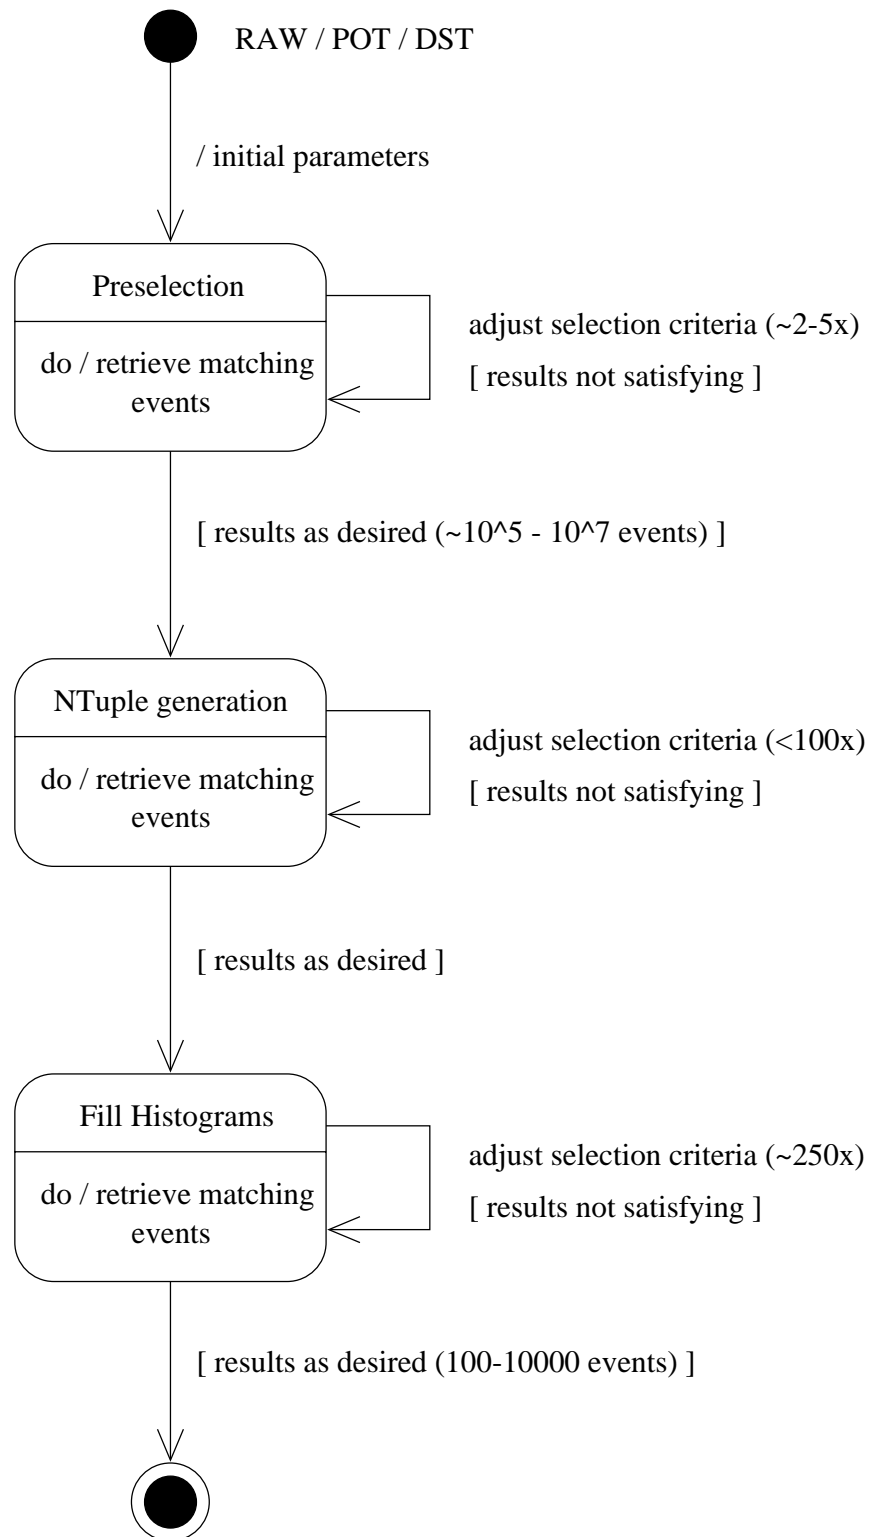 RAW / POT / DST
/ initial parameters
Preselection
do / retrieve matching
events
adjust selection criteria (~2-5x)
[ results not satisfying ]
[ results as desired (~10^5 - 10^7 events) ]
NTuple generation
do / retrieve matching
events
adjust selection criteria (<100x)
[ results not satisfying ]
[ results as desired ]
Fill Histograms
do / retrieve matching
events
adjust selection criteria (~250x)
[ results not satisfying ]
[ results as desired (100-10000 events) ]